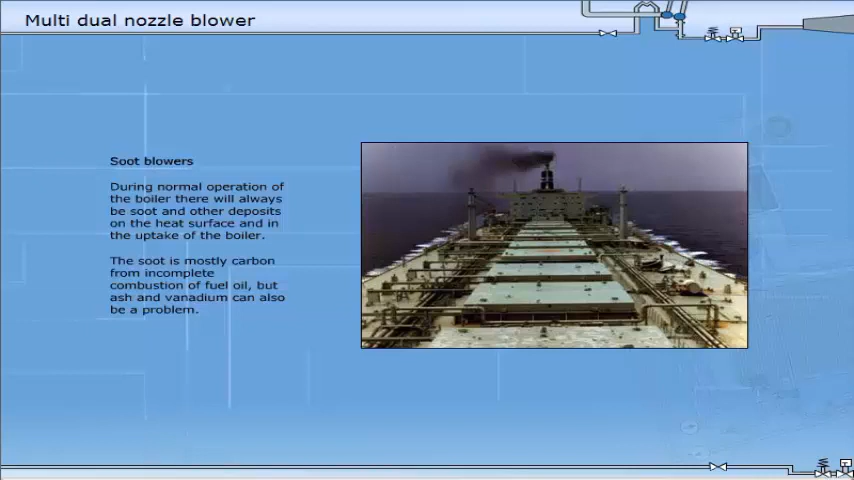 Multi dual nozzle blower
Soot blowers
During normal operation of
the boiler there will always
be soot and other deposits
on the heat surface and in
the uptake of the boiler.
The soot is mostly carbon
from incomplete
combustion of fuel oil, but
ash and vanadium can also
be a problem.